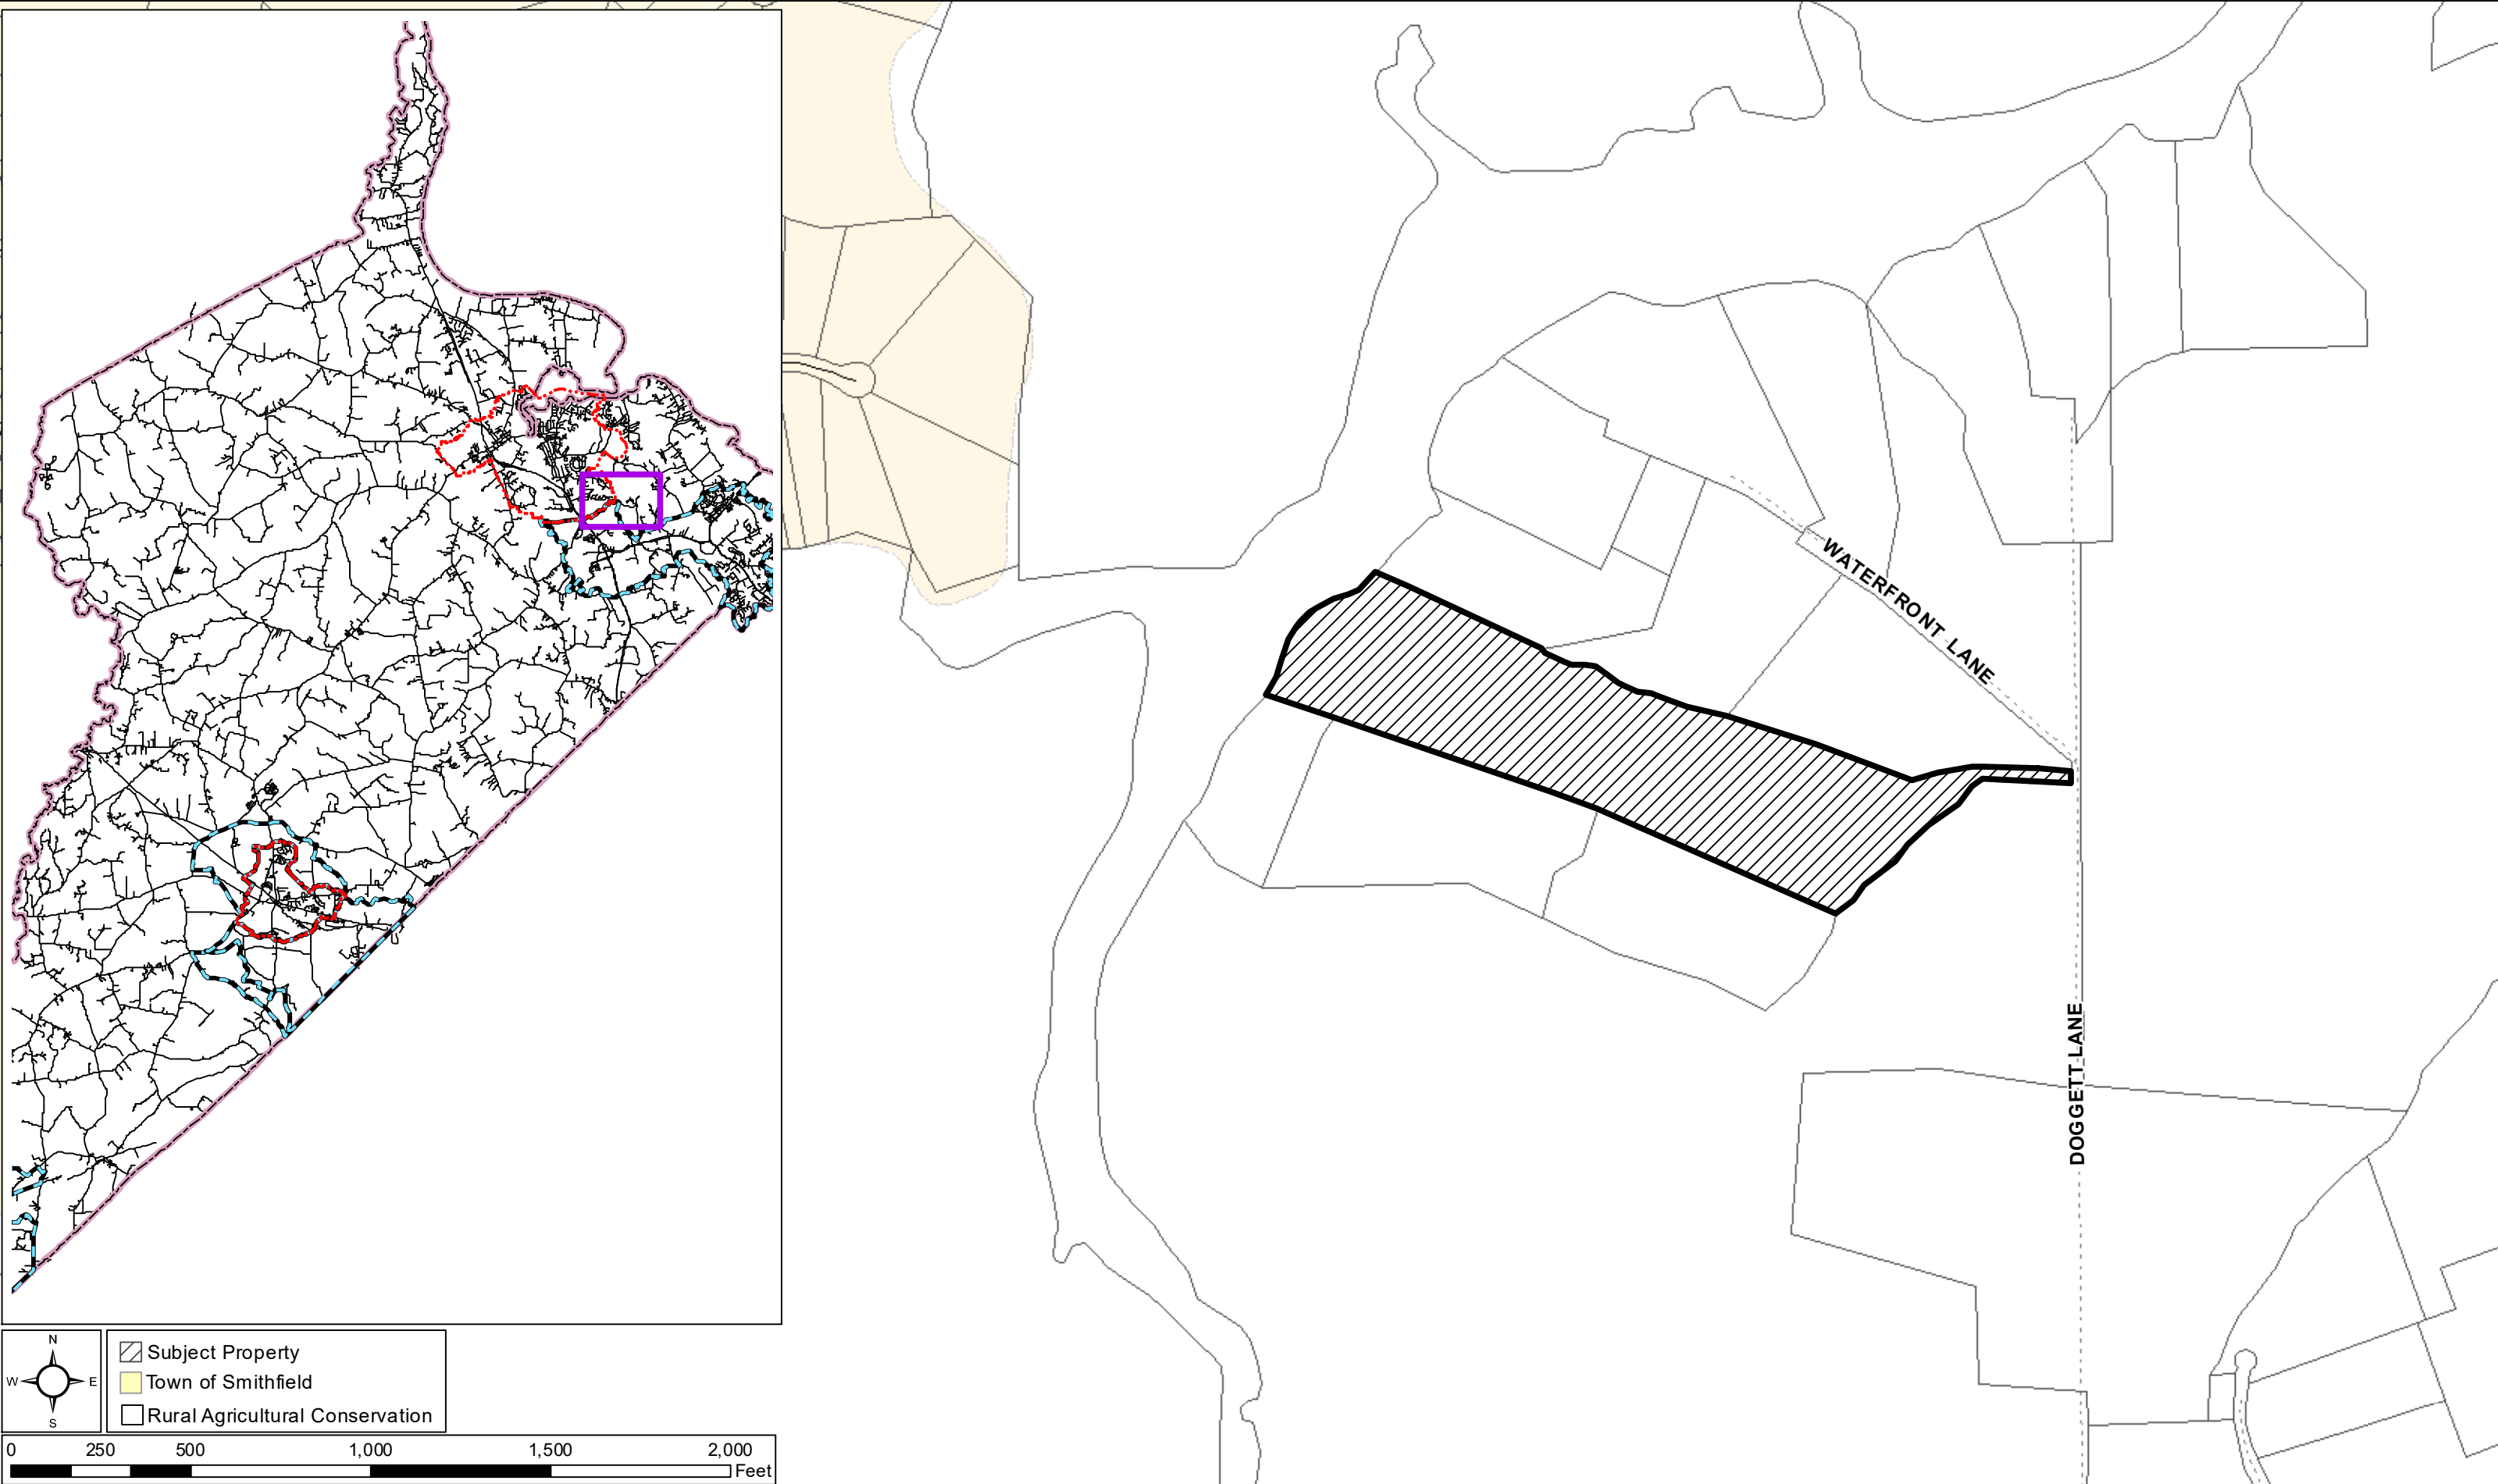 WATERFRONT LANE
DOGGETT LANE
N
W E
S
Subject Property
Town of Smithfield
Rural Agricultural Conservation
0 250 500 1,000 1,500 2,000
Feet